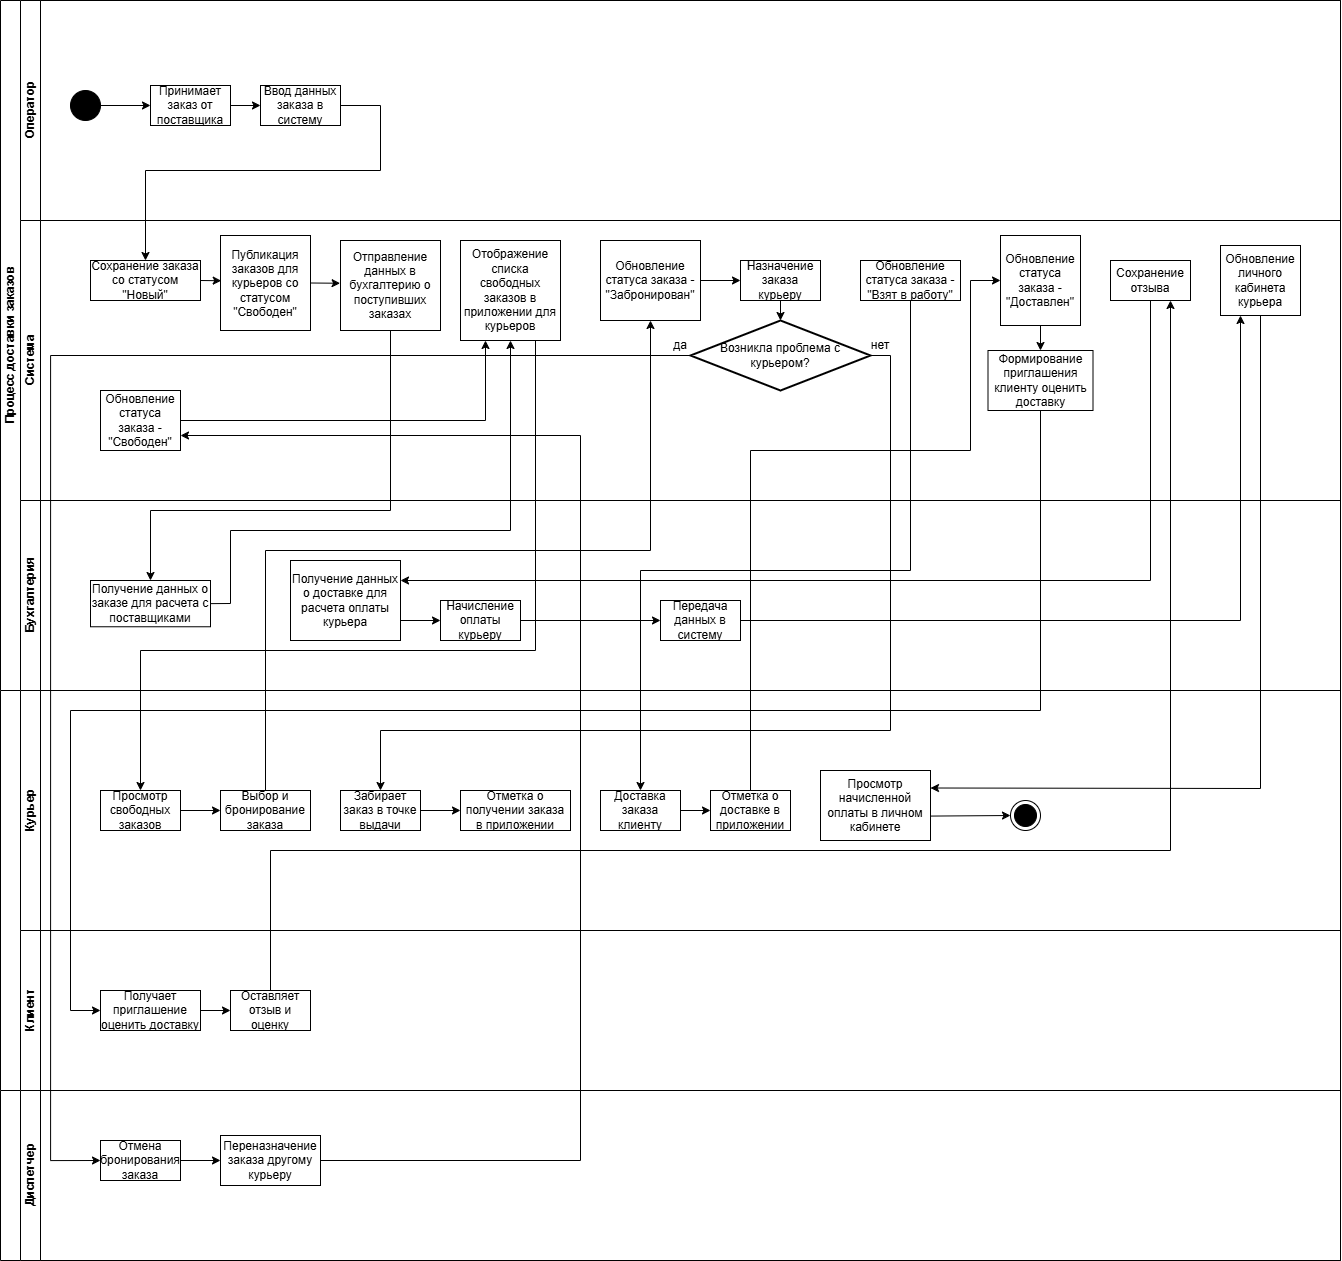 Процесс доставки заказов
Оператор
Принимает
заказ от
поставщика
Ввод данных
заказа в
систему
Система
Сохранение заказа
со статусом
"Новый"
Публикация
заказов для
курьеров со
статусом
"Свободен"
Отправление
данных в
бухгалтерию о
поступивших
заказах
Отображение
списка
свободных
заказов в
приложении для
курьеров
Обновление
статуса заказа -
"Забронирован"
Назначение
заказа
курьеру
Обновление
статуса заказа -
"Взят в работу"
Обновление
статуса
заказа -
"Доставлен"
Сохранение
отзыва
Обновление
личного
кабинета
курьера
да
Возникла проблема с
курьером?
нет
Формирование
приглашения
клиенту оценить
доставку
Обновление
статуса
заказа -
"Свободен"
Бухгалтерия
Получение данных о
заказе для расчета с
поставщиками
Получение данных
о доставке для
расчета оплаты
курьера
Начисление
оплаты
курьеру
Передача
данных в
систему
Курьер
Просмотр
свободных
заказов
Выбор и
бронирование
заказа
Забирает
заказ в точке
выдачи
Отметка о
получении заказа
в приложении
Доставка
заказа
клиенту
Отметка о
доставке в
приложении
Просмотр
начисленной
оплаты в личном
кабинете
Клиент
Получает
приглашение
оценить доставку
Оставляет
отзыв и
оценку
Диспетчер
Отмена
бронирования
заказа
Переназначение
заказа другому
курьеру